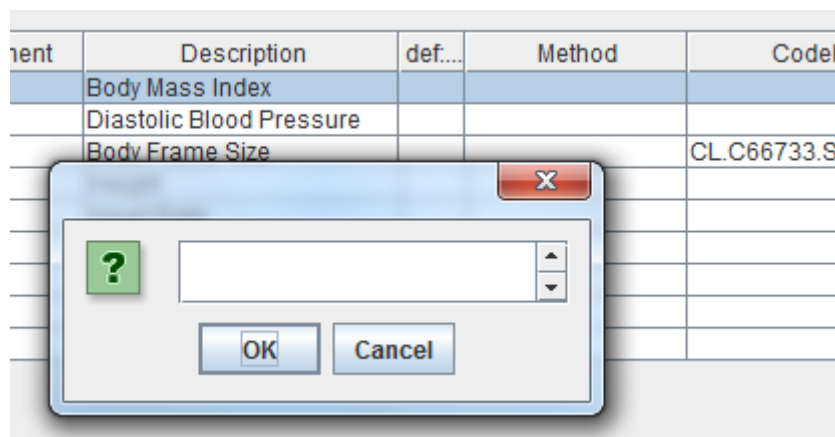 nent Description def:... Method Codel
Body Mass Index
Diastolic Blood Pressure
Body Frame Size CL.C66733.S
?
OK Cancel